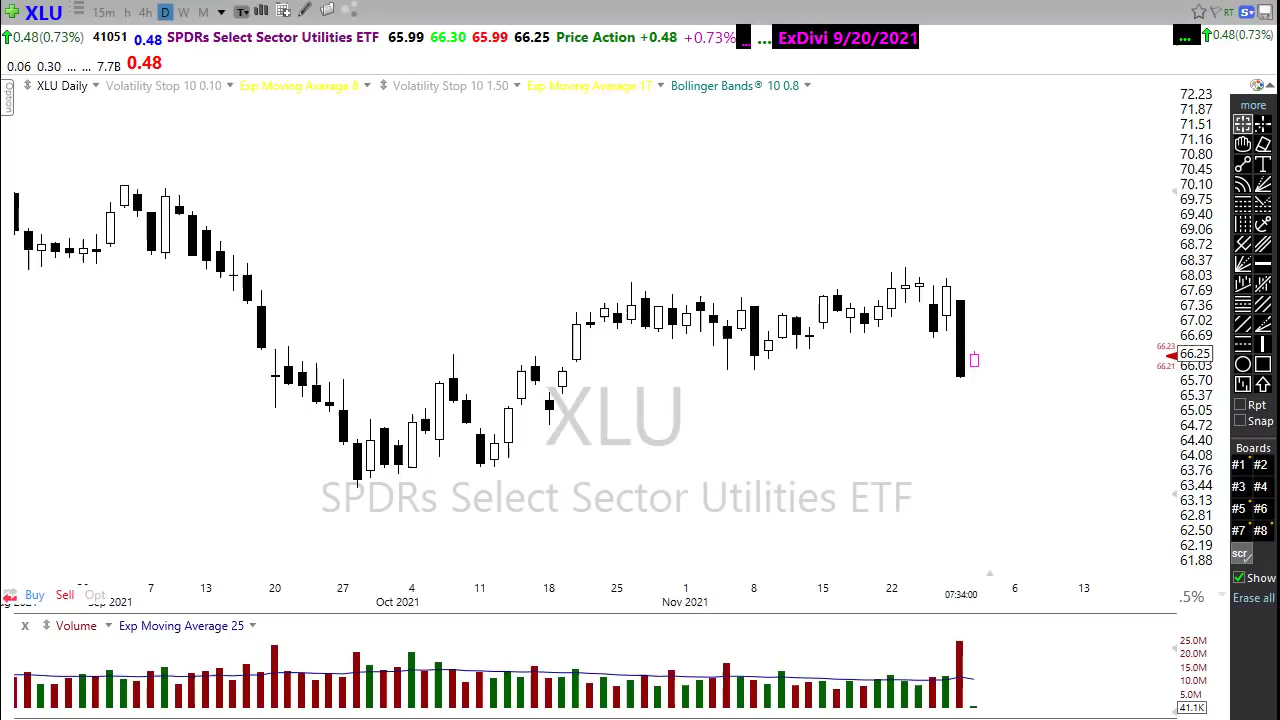 XLU 15m h 4h D W M T RT S
0.48(0.73%) 41051 0.48 SPDRs Select Sector Utilities ETF 65.99 66.30 65.99 66.25 Price Action +0.48 +0.73% ... ... ExDivi 9/20/2021 ... 0.48(0.73%)
0.06 0.30 ... ... 7.7B 0.48
Option
XLU Daily Volatility Stop 10 0.10 Exp Moving Average 8 Volatility Stop 10 1.50 Exp Moving Average 17 Bollinger Bands® 10 0.8
72.23
71.87
71.51
71.16
70.80
70.45
70.10
69.75
69.40
69.06
68.72
68.37
68.03
67.69
67.36
67.02
66.69
66.23
66.25
66.21
66.03
65.70
65.37
65.05
64.72
64.40
64.08
63.76
63.44
63.13
62.81
62.50
62.19
61.88
XLU
SPDRs Select Sector Utilities ETF
more
T
Rpt
Snap
Boards
#1 #2
#3 #4
#5 #6
#7 #8
scr
Show
Erase all
7 13 20 27 4 11 18 25 1 8 15 22 6 13
Buy Sell Opt
07:34:00
.5%
Sep 2021 Oct 2021 Nov 2021
x Volume Exp Moving Average 25
25.0M
20.0M
15.0M
10.0M
5.0M
41.1K